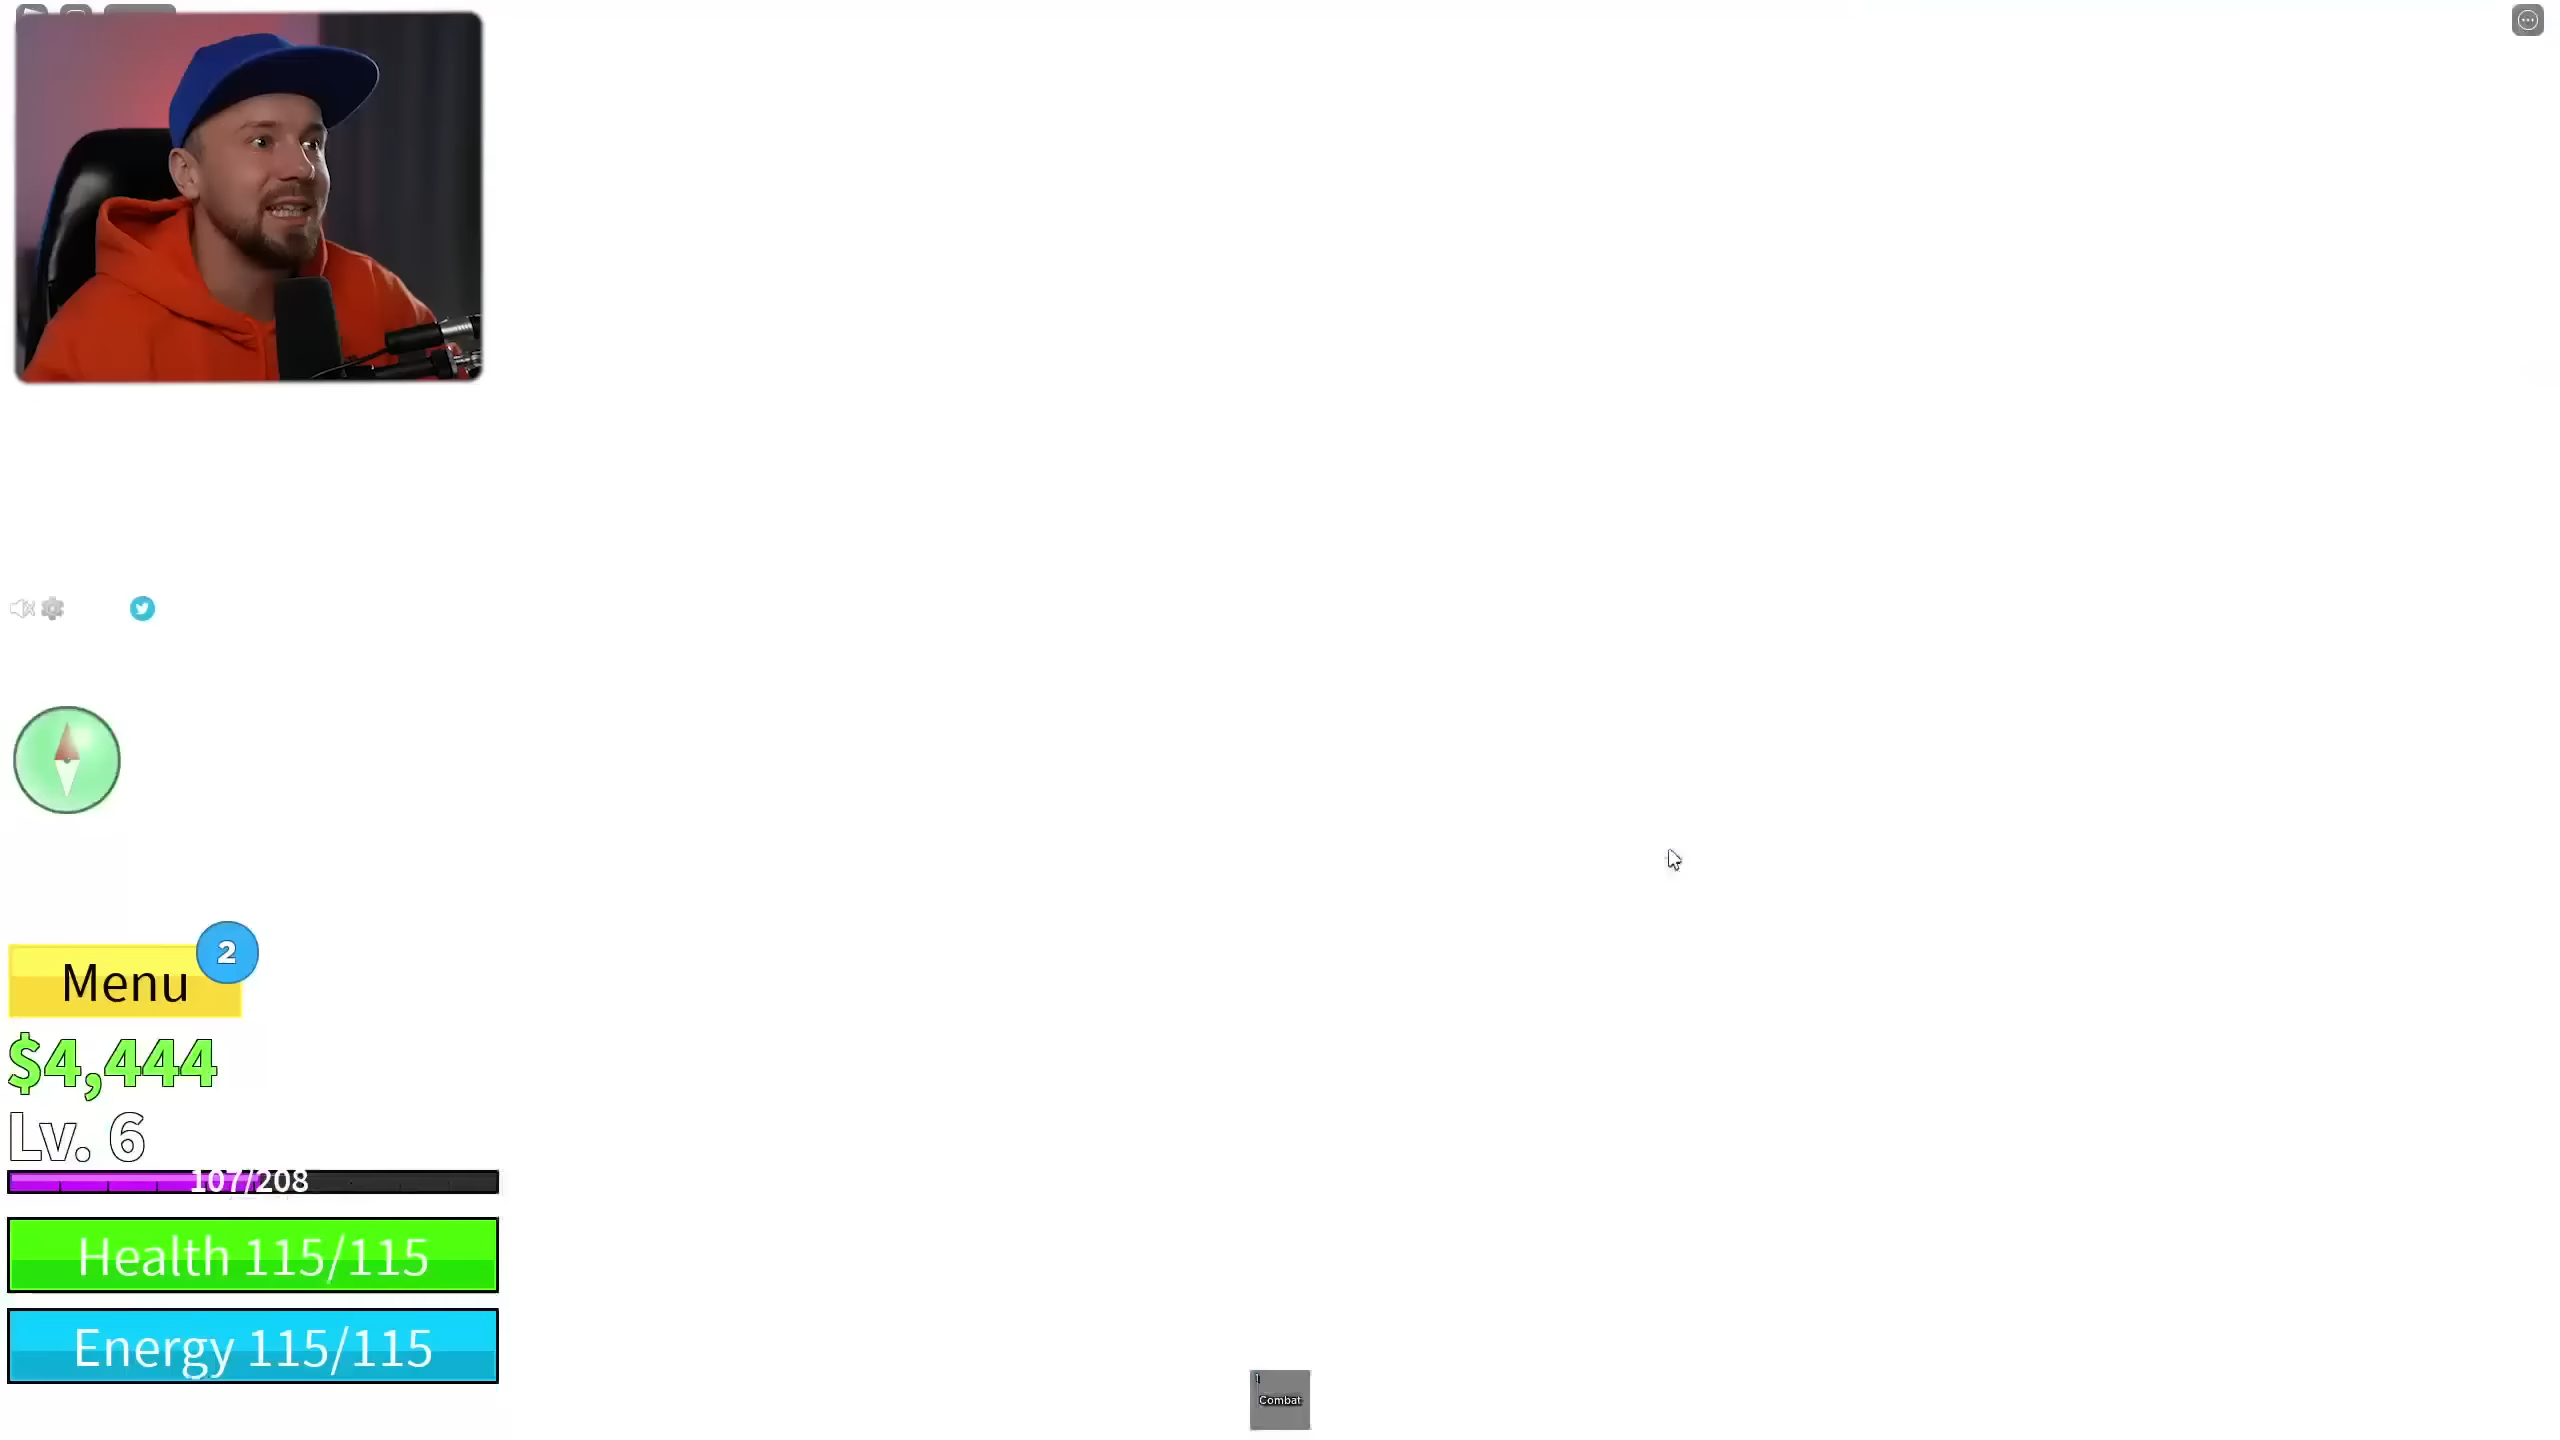 2
Menu
$4,444
Lv. 6
107/208
Health 115/115
Energy 115/115
1
Combat